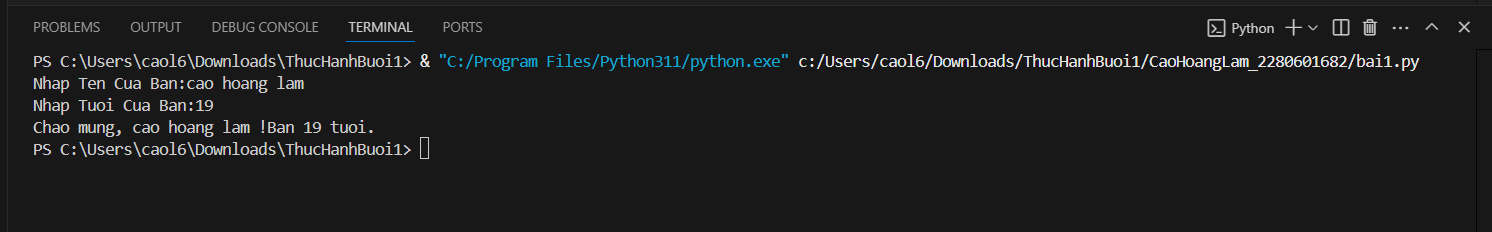 PROBLEMS OUTPUT DEBUG CONSOLE TERMINAL PORTS Python
PS C:\Users\caol6\Downloads\ThucHanhBuoi1> & "C:/Program Files/Python311/python.exe" c:/Users/caol6/Downloads/ThucHanhBuoi1/CaoHoangLam_2280601682/bai1.py
Nhap Ten Cua Ban:cao hoang lam
Nhap Tuoi Cua Ban:19
Chao mung, cao hoang lam !Ban 19 tuoi.
PS C:\Users\caol6\Downloads\ThucHanhBuoi1>